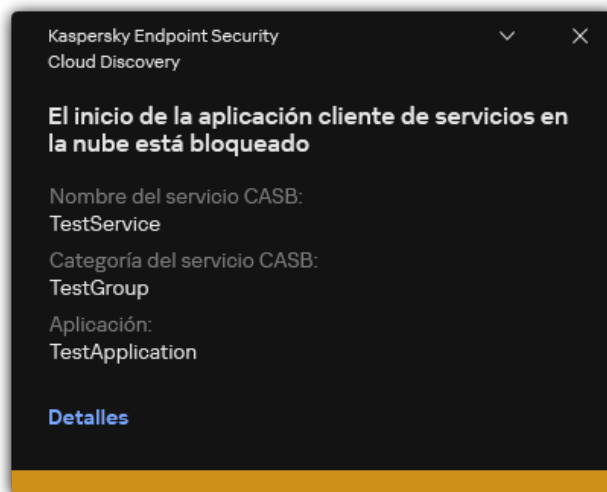 Kaspersky Endpoint Security
Cloud Discovery
El inicio de la aplicación cliente de servicios en
la nube está bloqueado
Nombre del servicio CASB:
TestService
Categoría del servicio CASB:
TestGroup
Aplicación:
TestApplication
Detalles